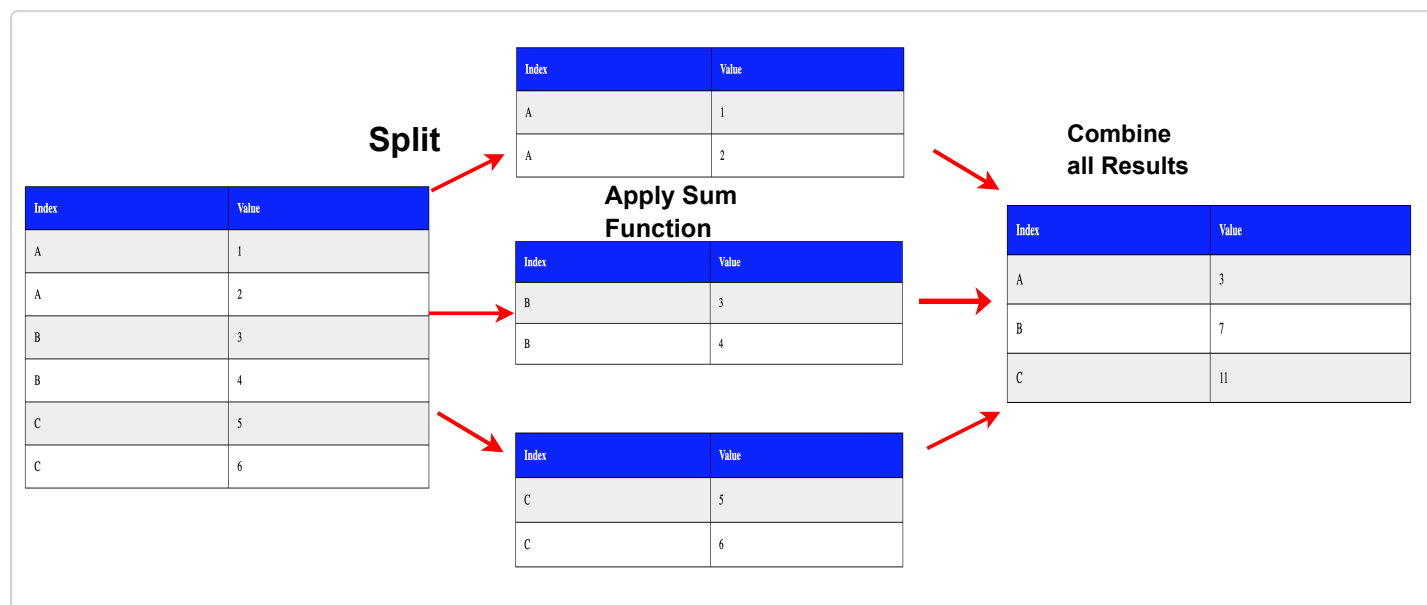 Split
Index Value
A 1
A 2
B 3
B 4
C 5
C 6
Index Value
A 1
A 2
Apply Sum
Function
Index Value
B 3
B 4
Index Value
C 5
C 6
Combine
all Results
Index Value
A 3
B 7
C 11